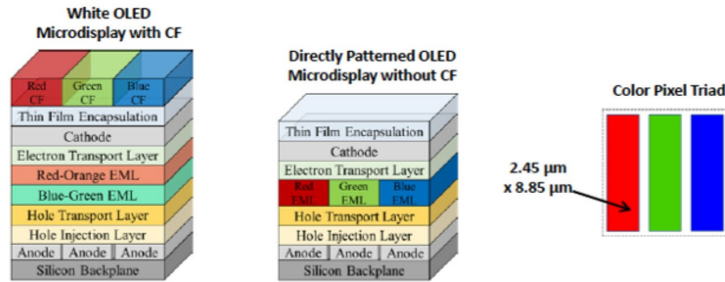 White OLED
Microdisplay with CF
Red
CF
Green
CF
Blue
CF
Thin Film Encapsulation
Cathode
Electron Transport Layer
Red-Orange EML
Blue-Green EML
Hole Transport Layer
Hole Injection Layer
Anode Anode Anode
Silicon Backplane
Directly Patterned OLED
Microdisplay without CF
Thin Film Encapsulation
Cathode
Electron Transport Layer
Red
EML
Green
EML
Blue
EML
Hole Transport Layer
Hole Injection Layer
Anode Anode Anode
Silicon Backplane
Color Pixel Triad
2.45 µm
x 8.85 µm